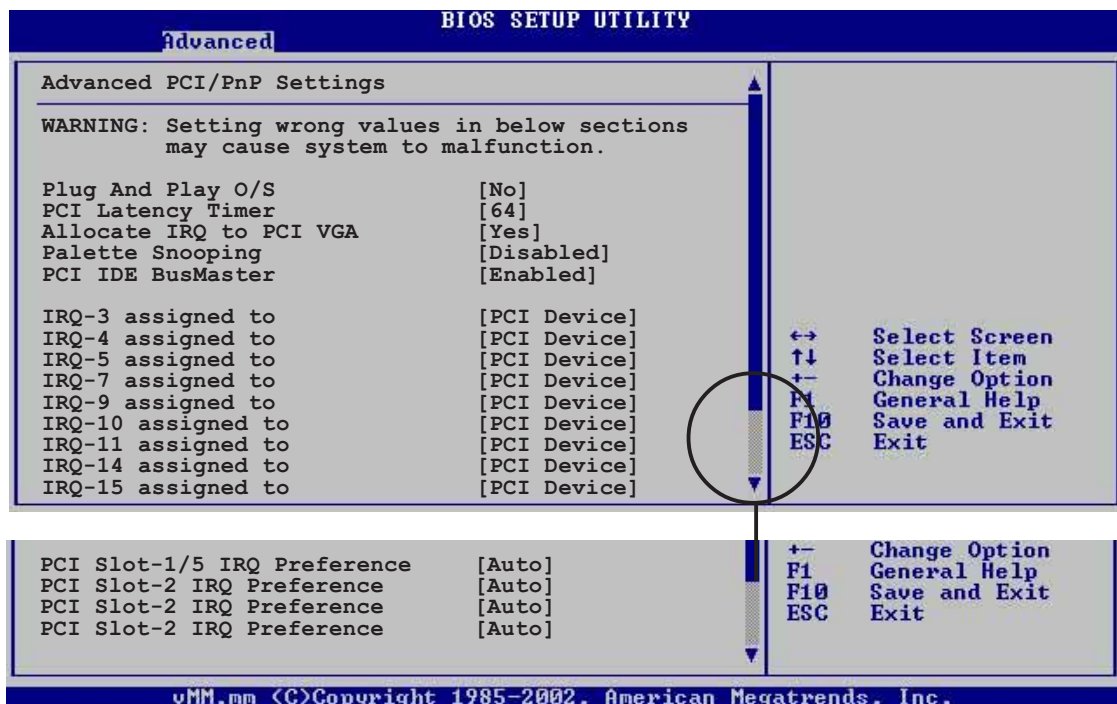 BIOS SETUP UTILITY
Advanced
Advanced PCI/PnP Settings
WARNING: Setting wrong values in below sections
may cause system to malfunction.
Plug And Play O/S [No]
PCI Latency Timer [64]
Allocate IRQ to PCI VGA [Yes]
Palette Snooping [Disabled]
PCI IDE BusMaster [Enabled]
IRQ-3 assigned to [PCI Device]
IRQ-4 assigned to [PCI Device]
IRQ-5 assigned to [PCI Device]
IRQ-7 assigned to [PCI Device]
IRQ-9 assigned to [PCI Device]
IRQ-10 assigned to [PCI Device]
IRQ-11 assigned to [PCI Device]
IRQ-14 assigned to [PCI Device]
IRQ-15 assigned to [PCI Device]
←→ Select Screen
↑↓ Select Item
+- Change Option
F1 General Help
F10 Save and Exit
ESC Exit
PCI Slot-1/5 IRQ Preference [Auto]
PCI Slot-2 IRQ Preference [Auto]
PCI Slot-2 IRQ Preference [Auto]
PCI Slot-2 IRQ Preference [Auto]
+- Change Option
F1 General Help
F10 Save and Exit
ESC Exit
vMM.mm (C)Copyright 1985-2002, American Megatrends, Inc.